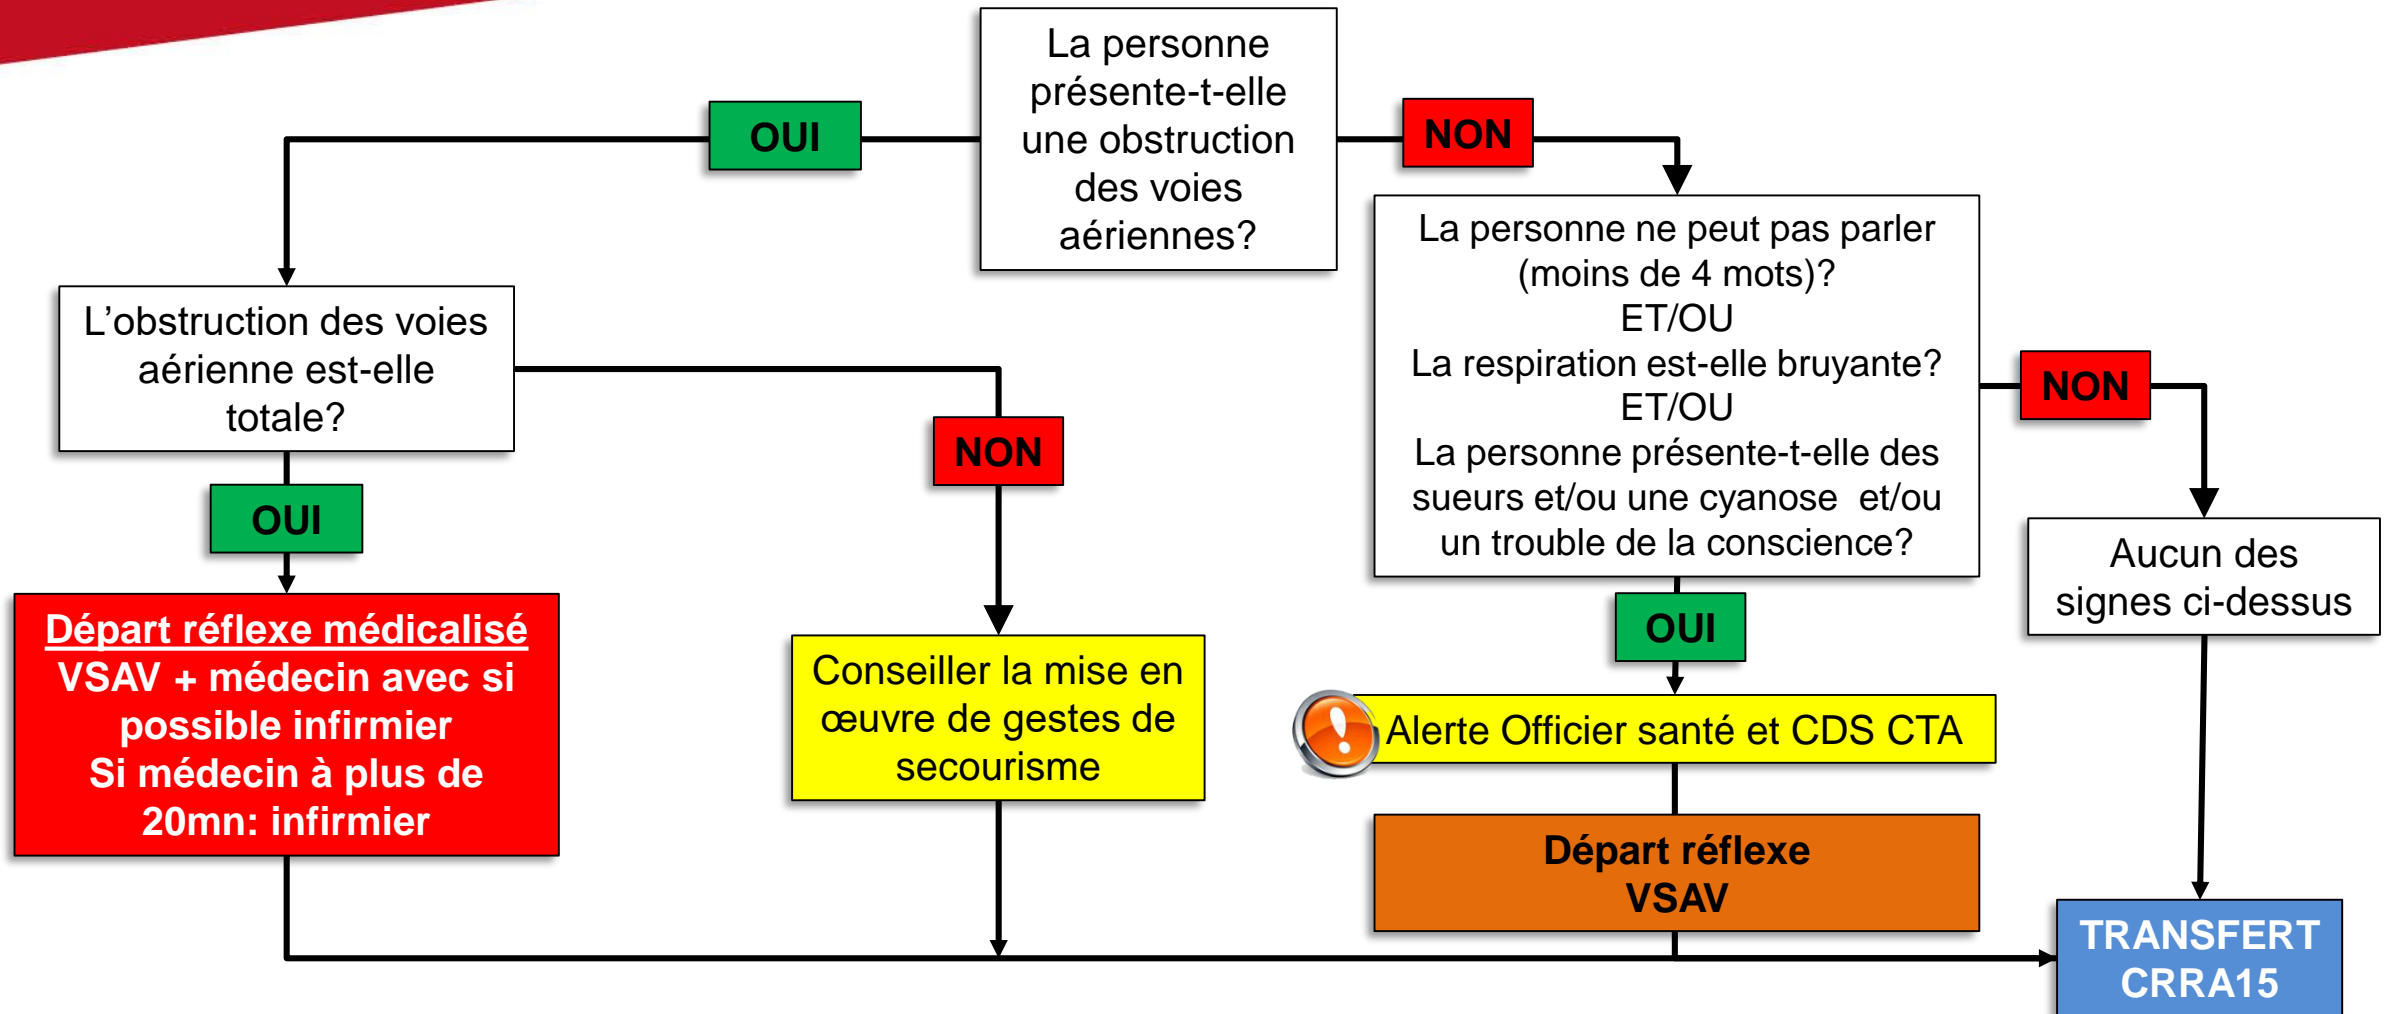 La personne
présente-t-elle
une obstruction
des voies
aériennes?
OUI
NON
L'obstruction des voies
aérienne est-elle
totale?
La personne ne peut pas parler
(moins de 4 mots)?
ET/OU
La respiration est-elle bruyante?
ET/OU
La personne présente-t-elle des
sueurs et/ou une cyanose et/ou
un trouble de la conscience?
NON
NON
OUI
Aucun des
signes ci-dessus
OUI
Départ réflexe médicalisé
VSAV + médecin avec si
possible infirmier
Si médecin à plus de
20mn: infirmier
Conseiller la mise en
œuvre de gestes de
secourisme
Alerte Officier santé et CDS CTA
Départ réflexe
VSAV
TRANSFERT
CRRA15